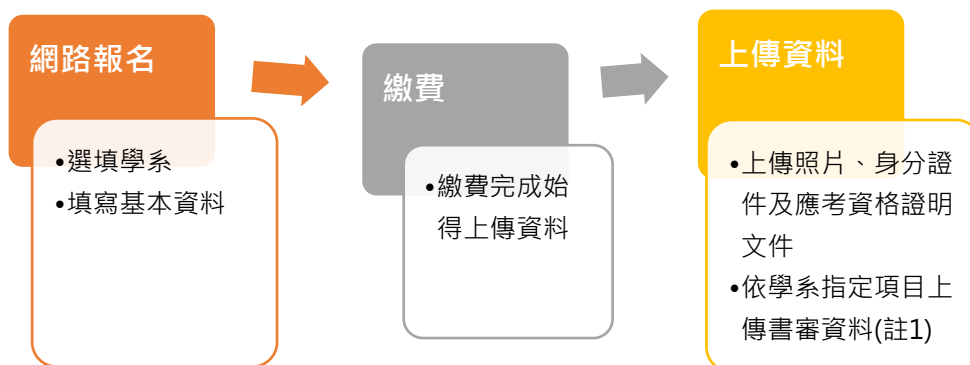 網路報名
•選填學系
•填寫基本資料
繳費
•繳費完成始
得上傳資料
上傳資料
•上傳照片、身分證
件及應考資格證明
文件
•依學系指定項目上
傳書審資料(註1)